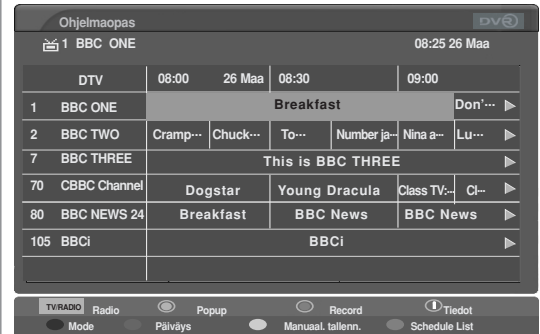 Ohjelmaopas DVR
1 BBC ONE 08:25 26 Maa
DTV 08:00 26 Maa 08:30 09:00
1 BBC ONE Breakfast Don'···
2 BBC TWO Cramp··· Chuck··· To··· Number ja··· Nina a··· Lu···
7 BBC THREE This is BBC THREE
70 CBBC Channel Dogstar Young Dracula Class TV:··· Cl···
80 BBC NEWS 24 Breakfast BBC News BBC News
105 BBCi BBCi
TV/RADIO Radio Popup Record Tiedot
Mode Päiväys Manuaal. tallenn. Schedule List